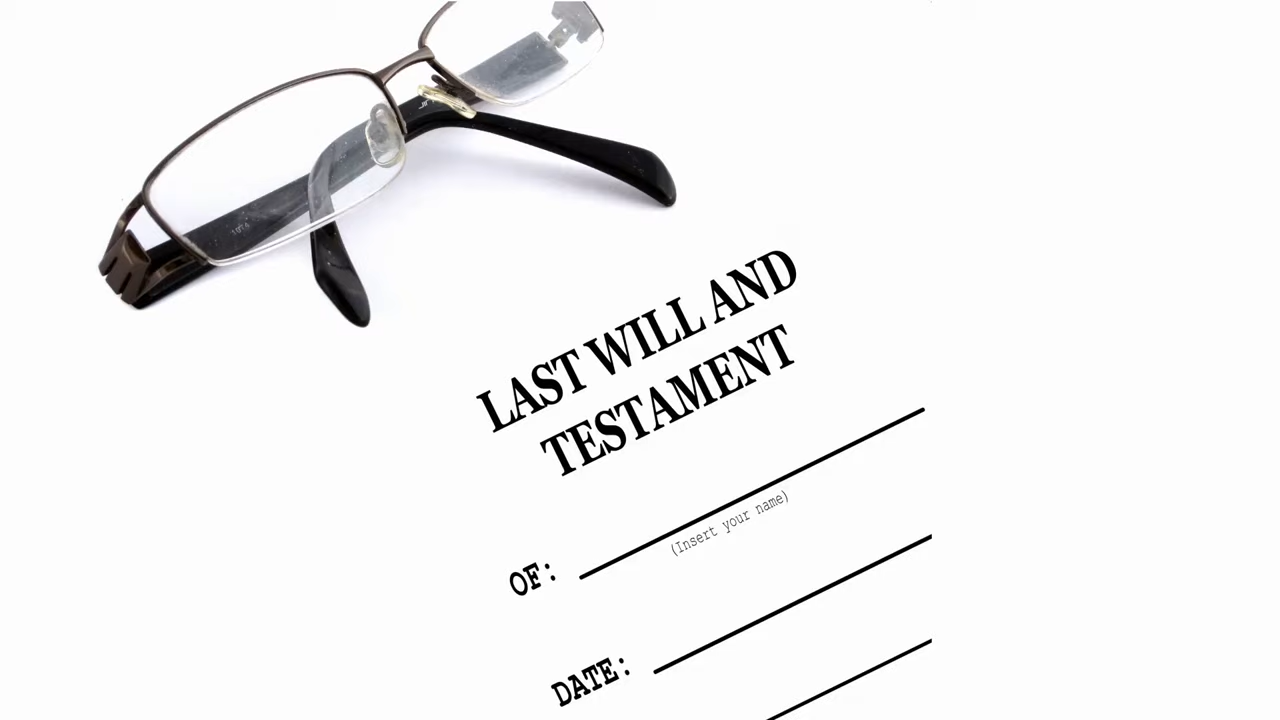 LAST WILL AND
TESTAMENT
OF:
(Insert your name)
DATE: